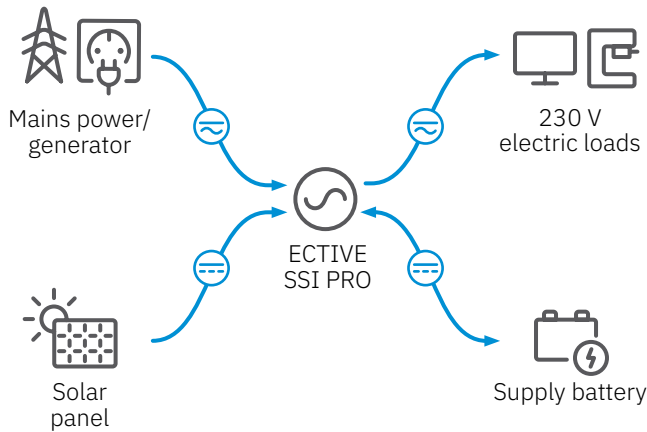 Mains power/
generator
230 V
electric loads
ECTIVE
SSI PRO
Solar
panel
Supply battery